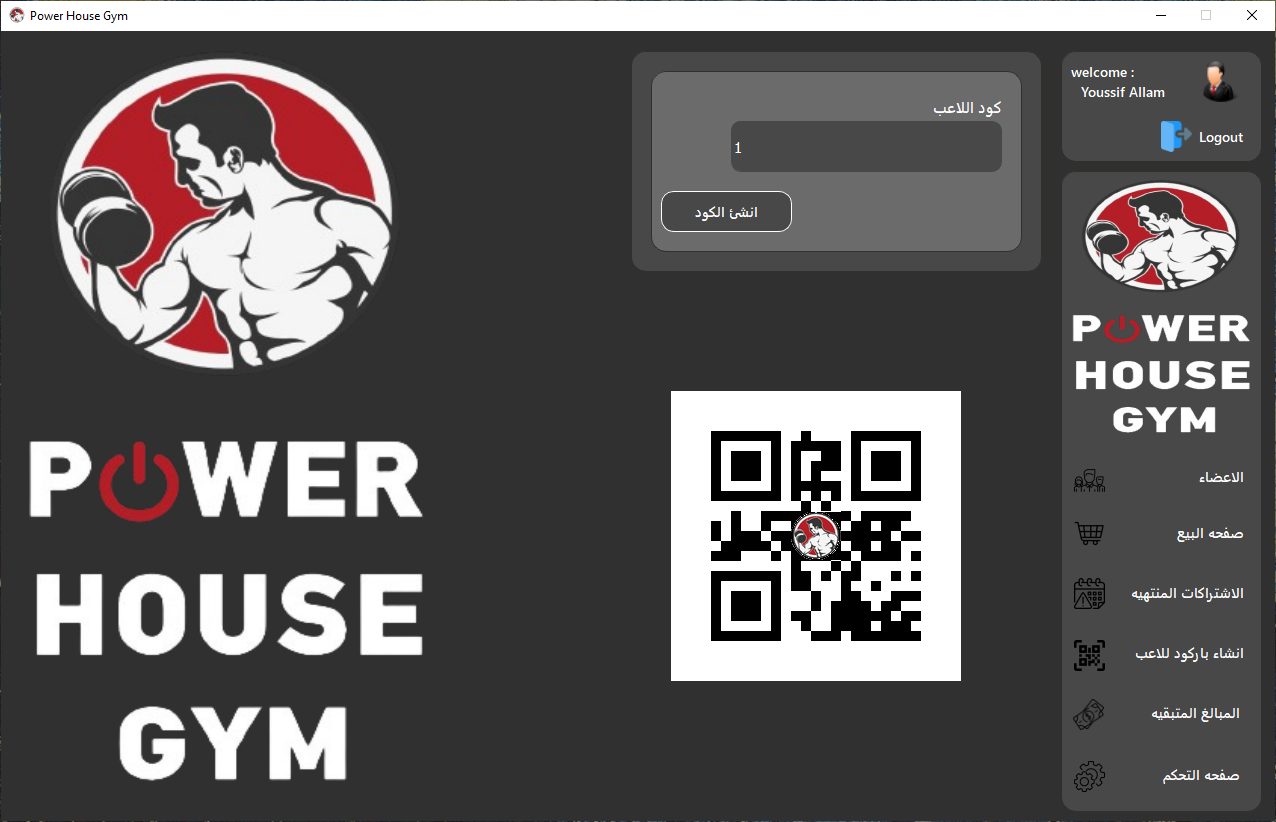 Power House Gym
POWER
HOUSE
GYM
كود اللاعب
1
انشئ الكود
welcome :
Youssif Allam
Logout
POWER
HOUSE
GYM
الاعضاء
صفحه البيع
الاشتراكات المنتهيه
انشاء باركود للاعب
المبالغ المتبقيه
صفحه التحكم